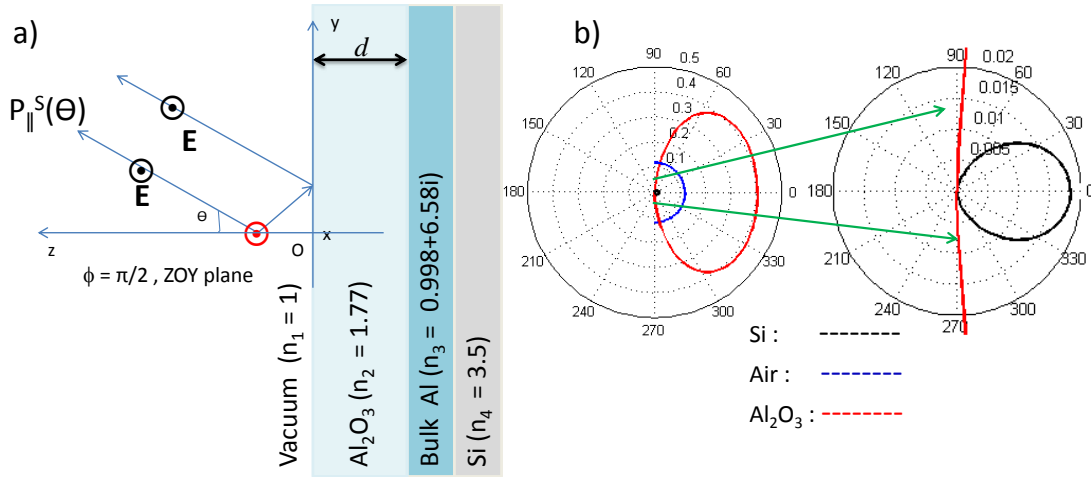 a)
y
x
d
P∥ˢ(Θ)
E
E
Θ
O
z
ϕ = π/2 , ZOY plane
Vacuum (n₁ = 1)
Al₂O₃ (n₂ = 1.77)
Bulk Al (n₃ = 0.998+6.58i)
Si (n₄ = 3.5)
b)
90
0.5
120
0.4
60
0.3
150
0.2
30
0.1
180
0
210
330
240
300
270
90
0.02
120
60
0.015
150
0.01
30
0.005
180
0
210
330
240
300
270
Si :
Air :
Al₂O₃ :